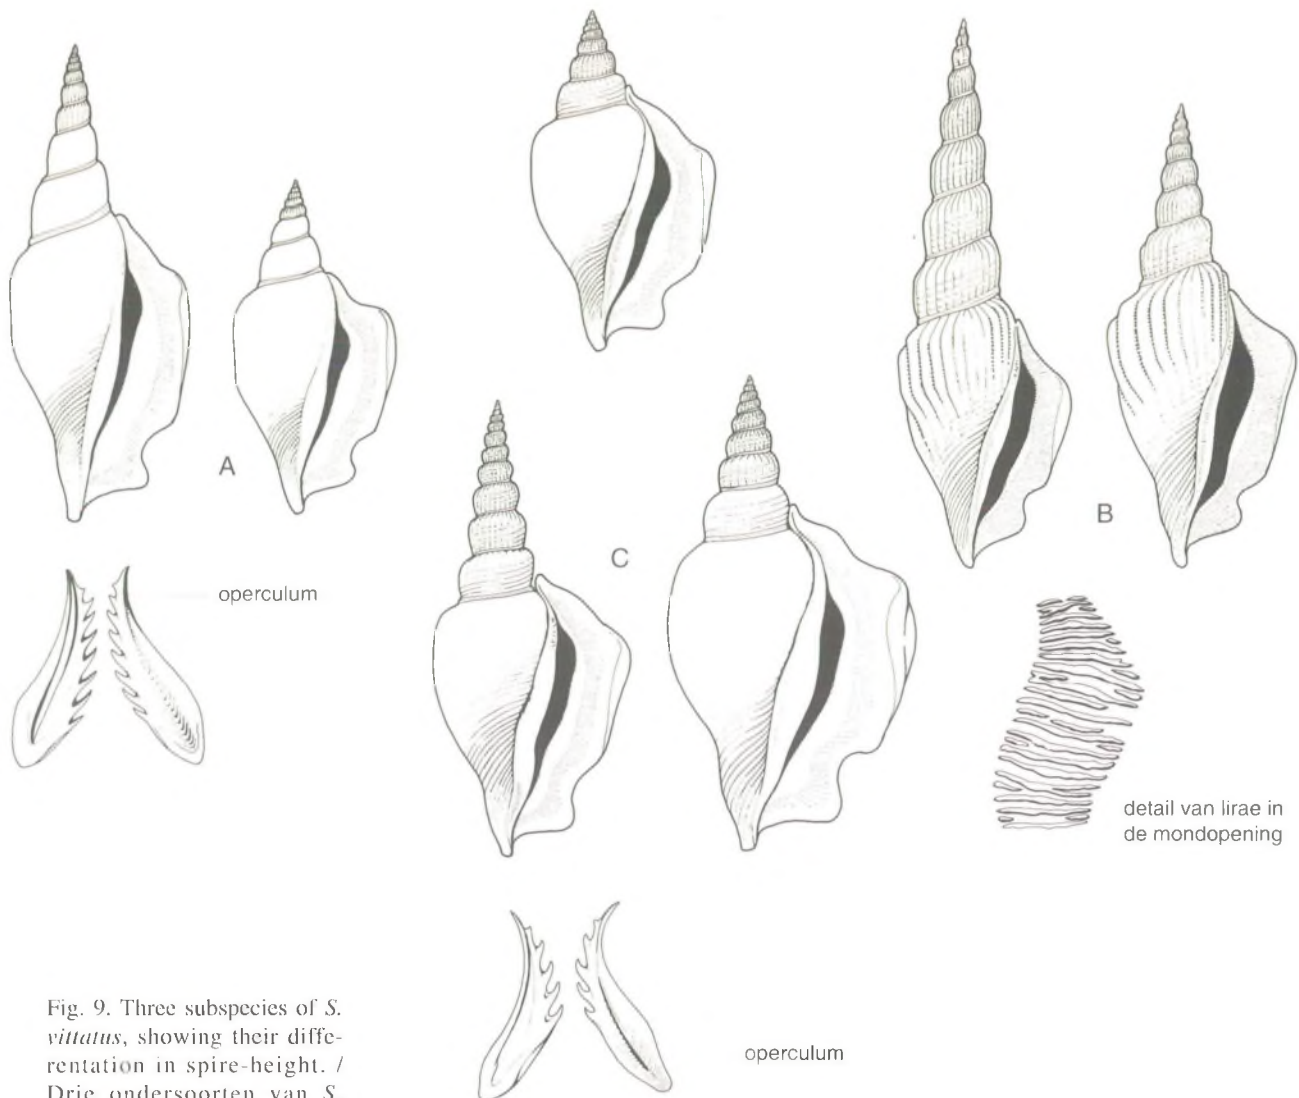 A
B
C
operculum
detail van lirae in
de mondopening
operculum
Fig. 9. Three subspecies of S.
vittatus, showing their diffe-
rentation in spire-height. /
Drie ondersoorten van S.